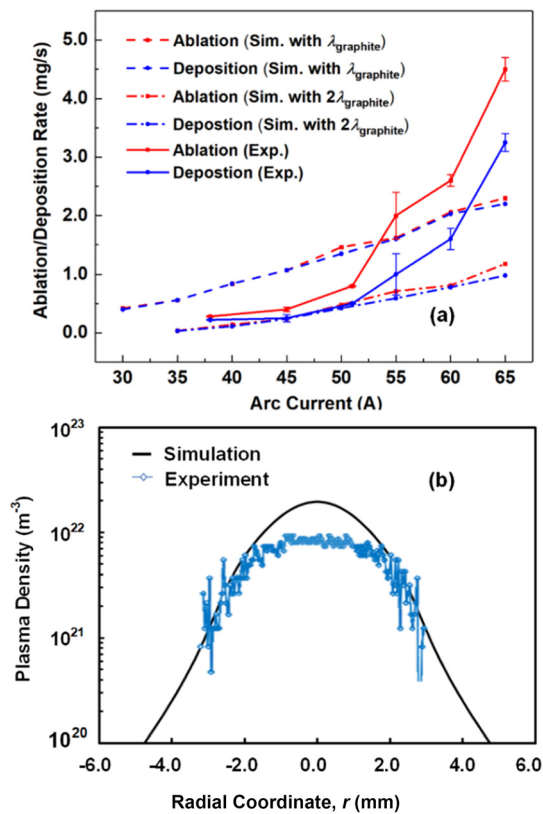 5.0
4.0
3.0
2.0
1.0
0.0
Ablation/Deposition Rate (mg/s)
Ablation (Sim. with λgraphite)
Deposition (Sim. with λgraphite)
Ablation (Sim. with 2λgraphite)
Depostion (Sim. with 2λgraphite)
Ablation (Exp.)
Depostion (Exp.)
(a)
30 35 40 45 50 55 60 65
Arc Current (A)
10²³
10²²
10²¹
10²⁰
Plasma Density (m⁻³)
Simulation
Experiment
(b)
-6.0 -4.0 -2.0 0.0 2.0 4.0 6.0
Radial Coordinate, r (mm)